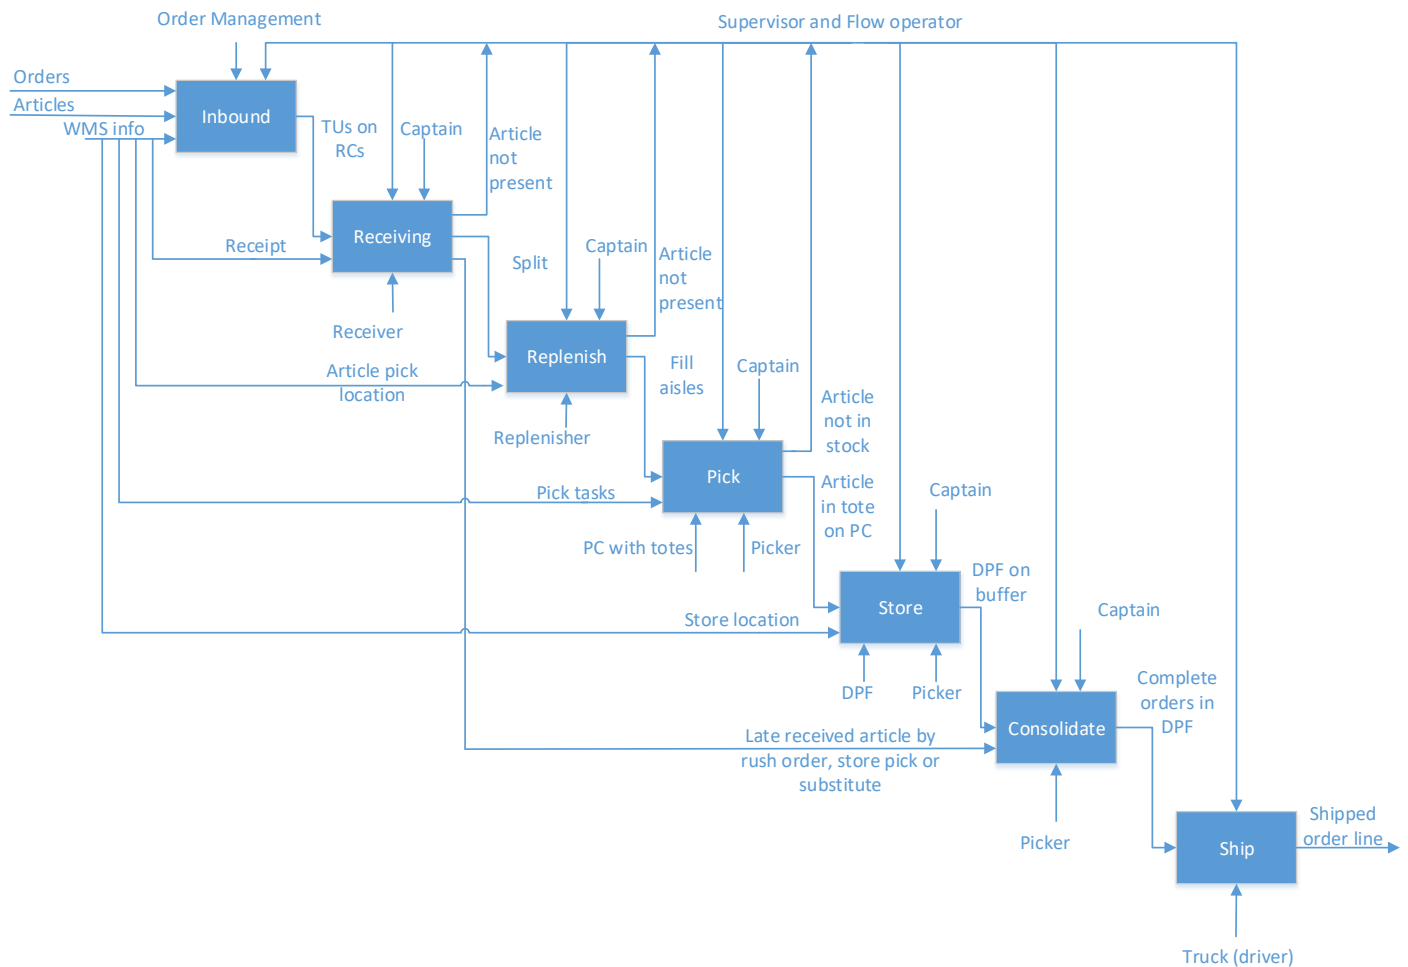 Order Management
Supervisor and Flow operator
Orders
Articles
WMS info
Inbound
TUs on
RCs
Captain
Article
not
present
Receiving
Receipt
Receiver
Split
Captain
Article
not
present
Replenish
Article pick
location
Replenisher
Fill
aisles
Captain
Article
not in
stock
Pick
Pick tasks
PC with totes
Picker
Article
in tote
on PC
Captain
Store
DPF on
buffer
Store location
DPF
Picker
Captain
Consolidate
Complete
orders in
DPF
Late received article by
rush order, store pick or
substitute
Picker
Ship
Shipped
order line
Truck (driver)